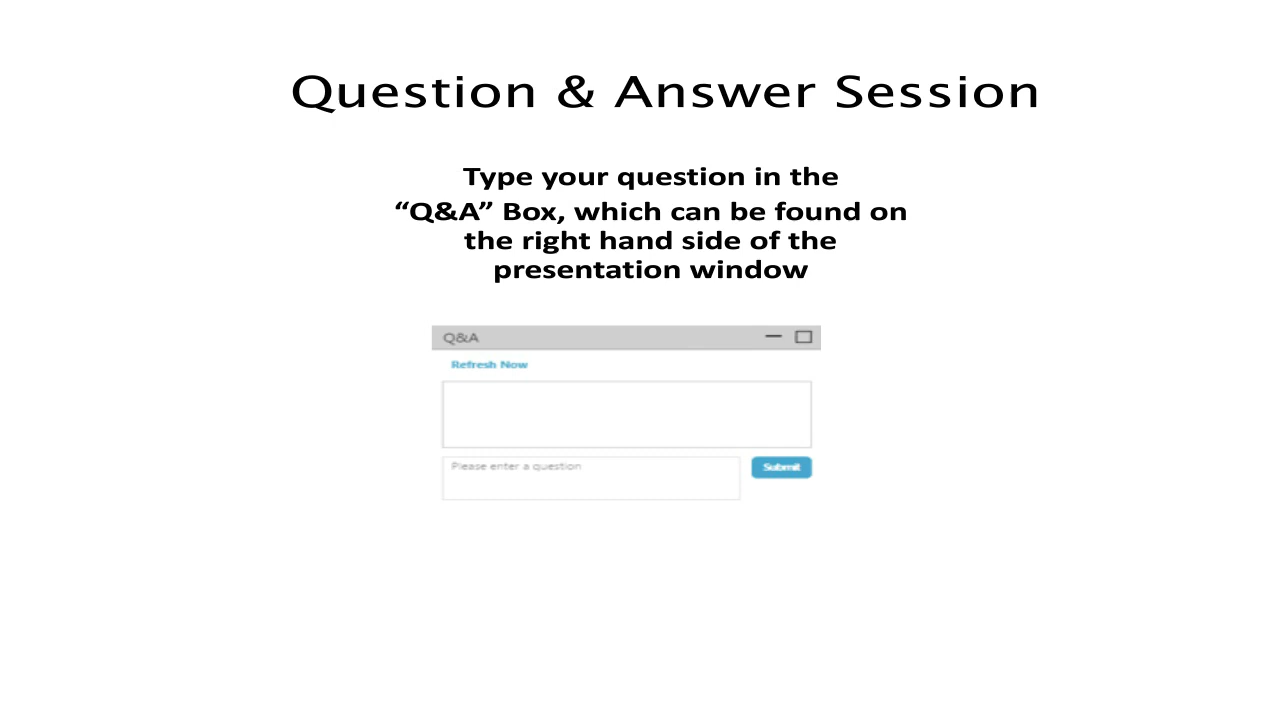 Question & Answer Session
Type your question in the
“Q&A” Box, which can be found on
the right hand side of the
presentation window
Q&A
Refresh Now
Please enter a question
Submit